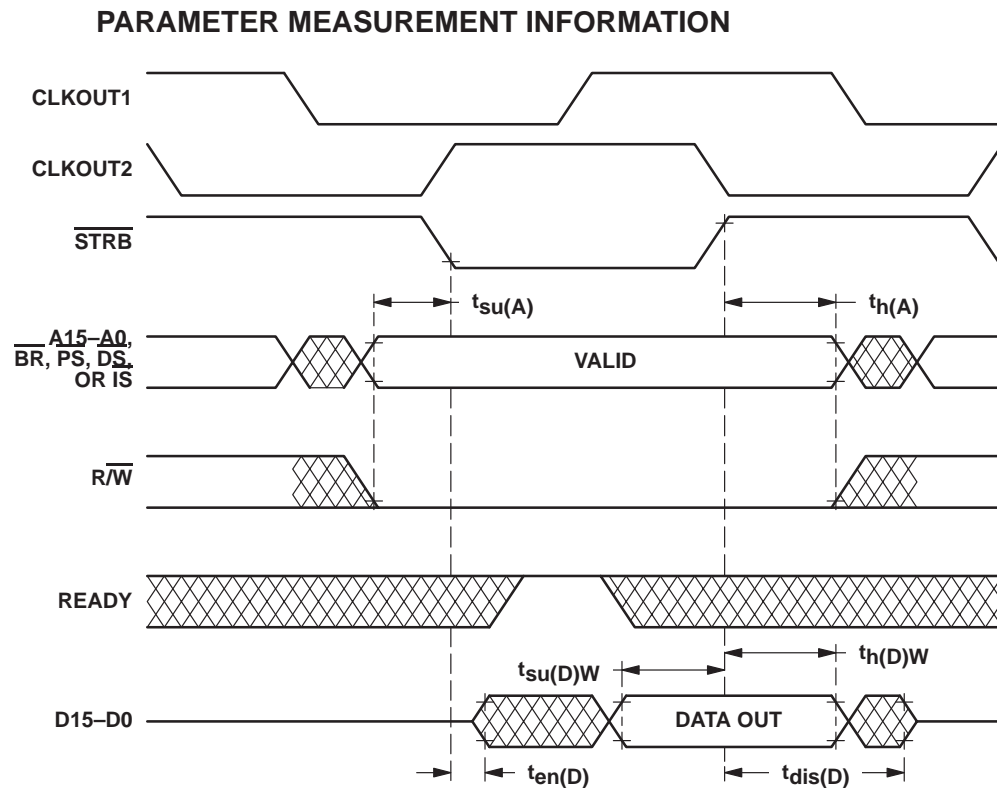 PARAMETER MEASUREMENT INFORMATION
CLKOUT1
CLKOUT2
STRB
tsu(A)
th(A)
A15–A0,
BR, PS, DS,
OR IS
VALID
R/W
READY
tsu(D)W
th(D)W
D15–D0
DATA OUT
ten(D)
tdis(D)